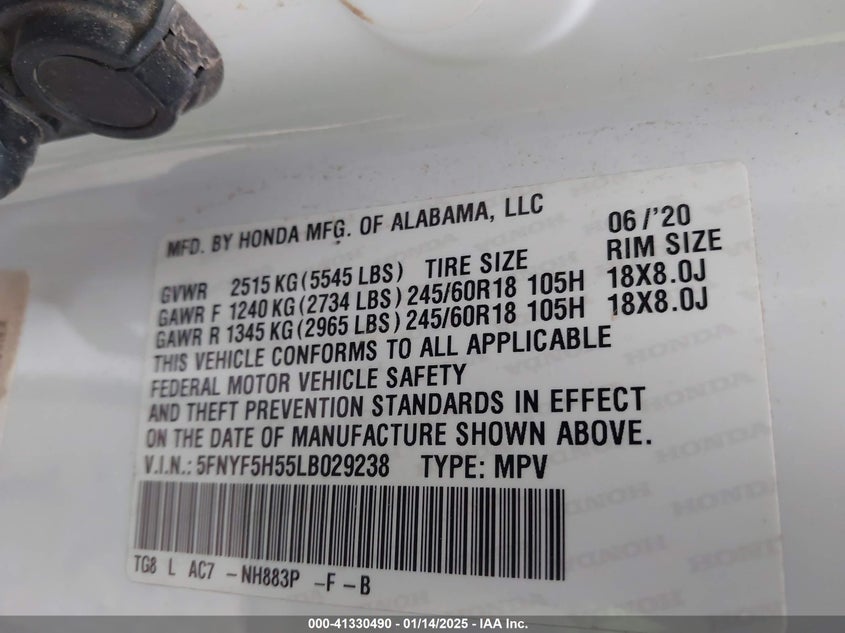 MFD. BY HONDA MFG. OF ALABAMA, LLC 06/'20
GVWR 2515 KG (5545 LBS) TIRE SIZE RIM SIZE
GAWR F 1240 KG (2734 LBS) 245/60R18 105H 18X8.0J
GAWR R 1345 KG (2965 LBS) 245/60R18 105H 18X8.0J
THIS VEHICLE CONFORMS TO ALL APPLICABLE
FEDERAL MOTOR VEHICLE SAFETY
AND THEFT PREVENTION STANDARDS IN EFFECT
ON THE DATE OF MANUFACTURE SHOWN ABOVE.
V.I.N.: 5FNYF5H55LB029238 TYPE: MPV
TG8 L AC7 -NH883P -F -B
000-41330490 - 01/14/2025 - IAA Inc.